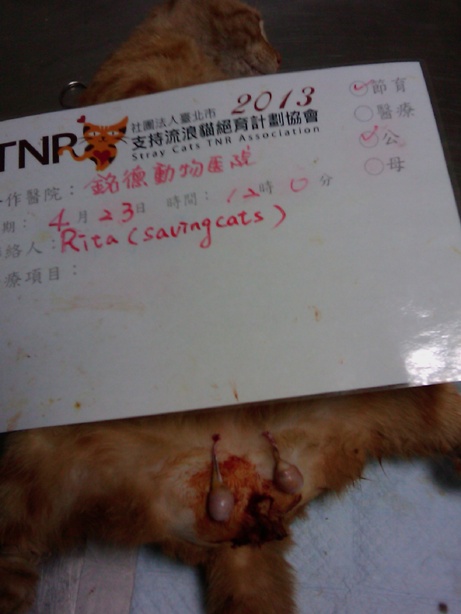 TNR 社團法人臺北市 2013
支持流浪貓絕育計劃協會
Stray Cats TNR Association
節育
醫療
公
母
作醫院：銘德動物医院
期：4月23日 時間：12時0分
絡人：Rita (savingcats)
療項目：